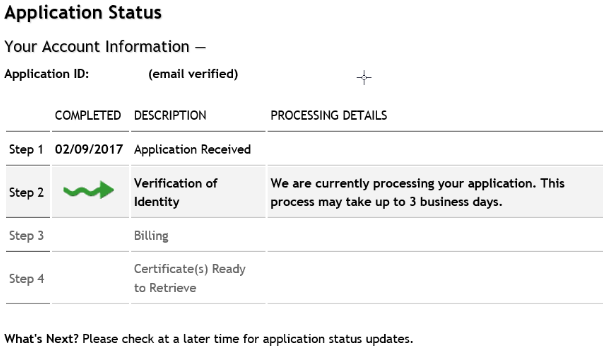 Application Status
Your Account Information —
Application ID: (email verified)
COMPLETED DESCRIPTION PROCESSING DETAILS
Step 1 02/09/2017 Application Received
Step 2 Verification of Identity We are currently processing your application. This process may take up to 3 business days.
Step 3 Billing
Step 4 Certificate(s) Ready to Retrieve
What's Next? Please check at a later time for application status updates.